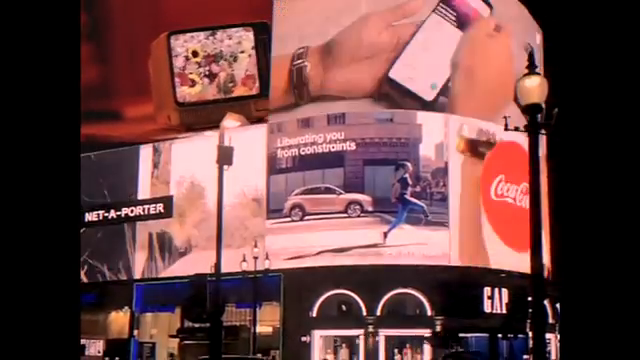 Liberating you
from constraints.
NET-A-PORTER
Coca-Cola
GAP